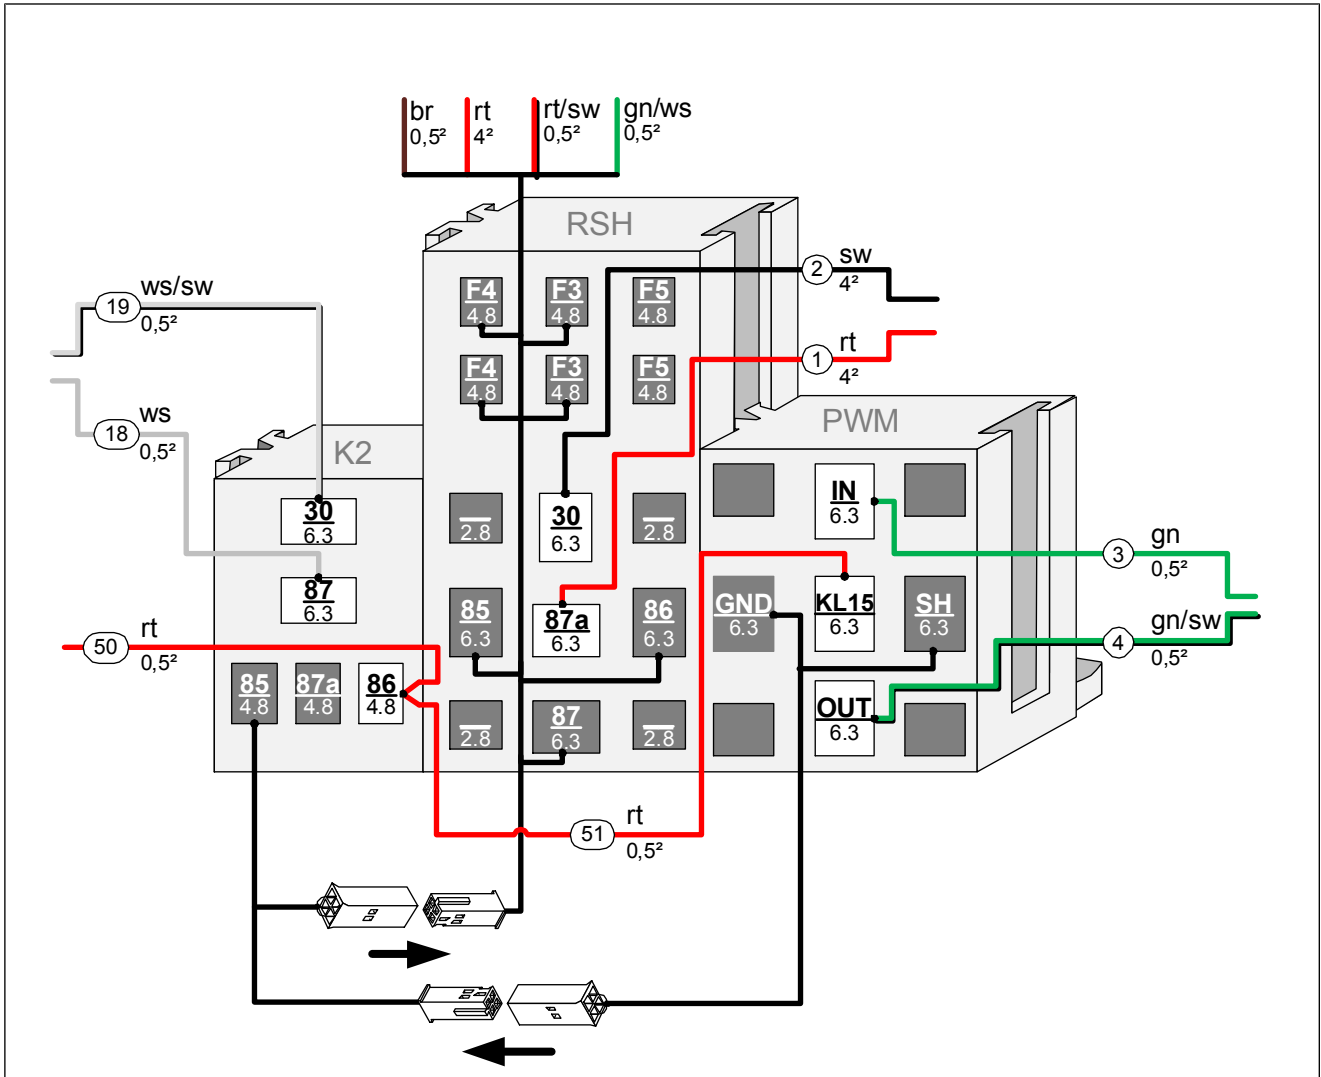 br
0,5²
rt
4²
rt/sw
0,5²
gn/ws
0,5²
RSH
2
sw
4²
19
ws/sw
0,5²
F4
4.8
F3
4.8
F5
4.8
1
rt
4²
F4
4.8
F3
4.8
F5
4.8
18
ws
0,5²
K2
PWM
30
6.3
2.8
30
6.3
2.8
IN
6.3
3
gn
0,5²
87
6.3
85
6.3
87a
6.3
86
6.3
GND
6.3
KL15
6.3
SH
6.3
4
gn/sw
0,5²
50
rt
0,5²
85
4.8
87a
4.8
86
4.8
2.8
87
6.3
2.8
OUT
6.3
51
rt
0,5²